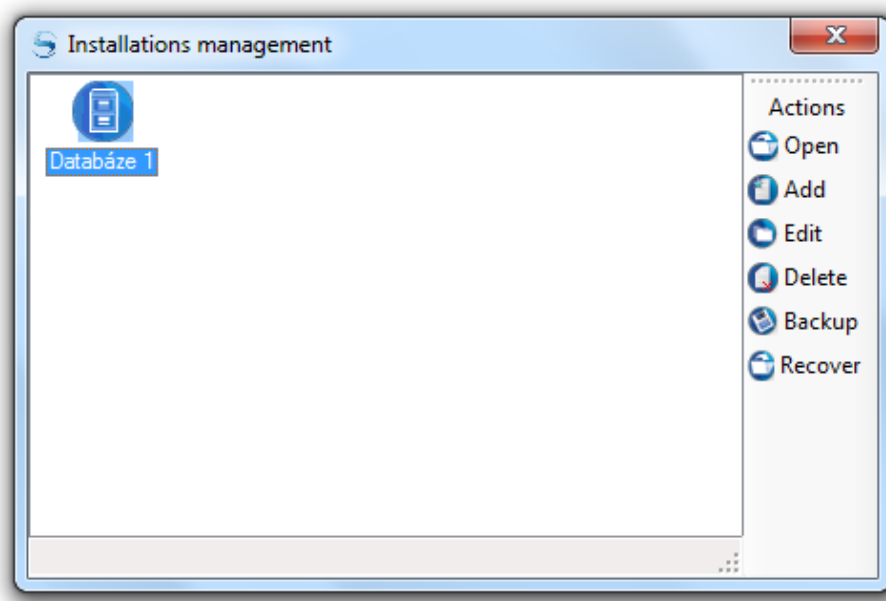 Installations management
Databáze 1
Actions
Open
Add
Edit
Delete
Backup
Recover